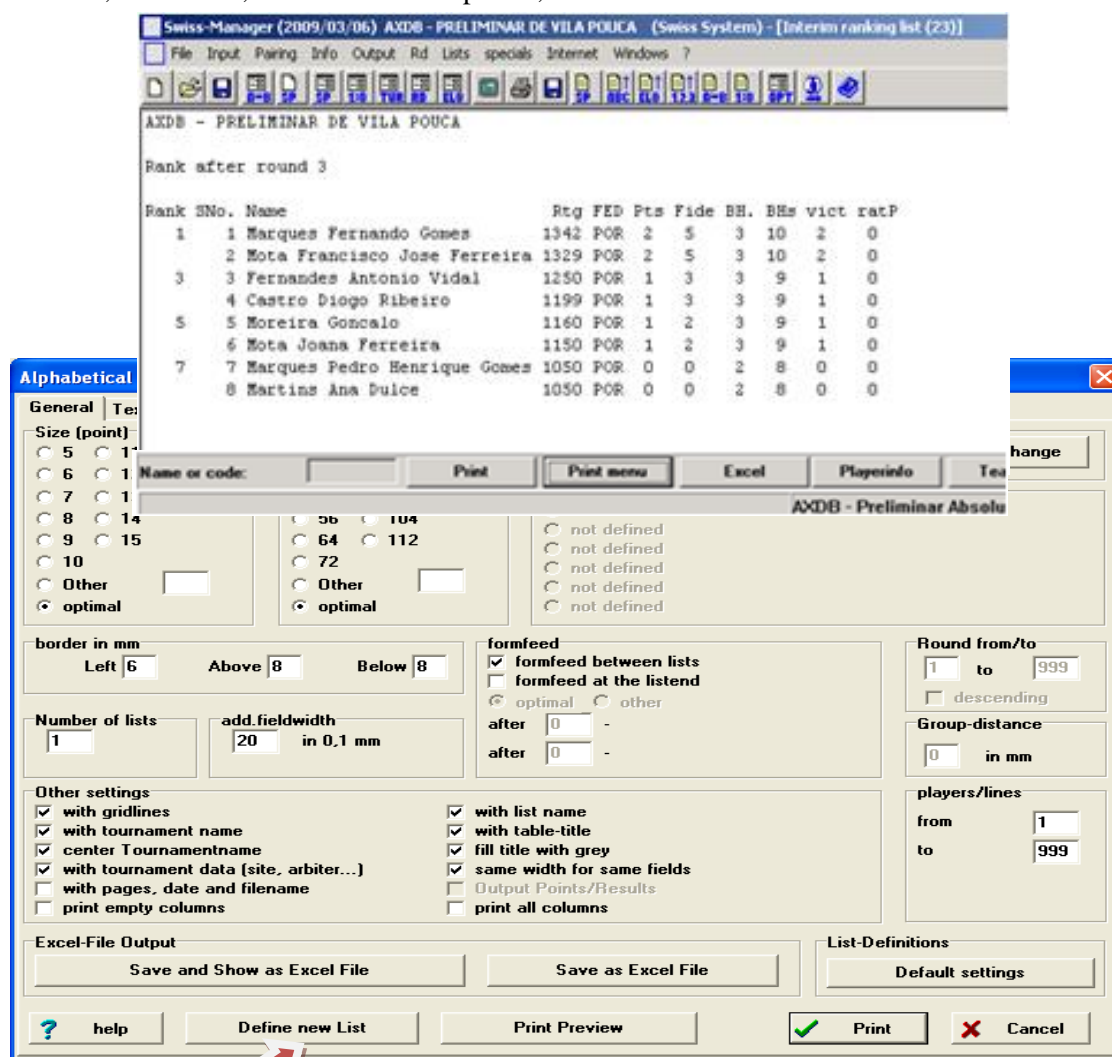 Swiss-Manager (2009/03/06) AXDB - PRELIMINAR DE VILA POUCA (Swiss System) - [Interim ranking list (23)]
File Input Pairing Info Output Rd Lists specials Internet Windows ?
AXDB - PRELIMINAR DE VILA POUCA
Rank after round 3
Rank SNo. Name Rtg FED Pts Fide BH. BHs vict ratP
1 1 Marques Fernando Gomes 1342 POR 2 5 3 10 2 0
2 Mota Francisco Jose Ferreira 1329 POR 2 5 3 10 2 0
3 3 Fernandes Antonio Vidal 1250 POR 1 3 3 9 1 0
4 Castro Diogo Ribeiro 1199 POR 1 3 3 9 1 0
5 5 Moreira Goncalo 1160 POR 1 2 3 9 1 0
6 Mota Joana Ferreira 1150 POR 1 2 3 9 1 0
7 7 Marques Pedro Henrique Gomes 1050 POR 0 0 2 8 0 0
8 Martins Ana Dulce 1050 POR 0 0 2 8 0 0
Name or code: Print Print menu Excel Playerinfo Tea
AXDB - Preliminar Absolu
Alphabetical
General Te
Size (point) hange
5 1
6 1
7 1
8 14 56 104 not defined
9 15 64 112 not defined
10 72 not defined
Other Other not defined
optimal optimal not defined
border in mm formfeed Round from/to
Left 6 Above 8 Below 8 formfeed between lists 1 to 999
formfeed at the listend descending
optimal other
Number of lists add.fieldwidth after 0 - Group-distance
1 20 in 0,1 mm after 0 - 0 in mm
Other settings players/lines
with gridlines with list name from 1
with tournament name with table-title
center Tournamentname fill title with grey to 999
with tournament data (site, arbiter...) same width for same fields
with pages, date and filename Output Points/Results
print empty columns print all columns
Excel-File Output List-Definitions
Save and Show as Excel File Save as Excel File Default settings
? help Define new List Print Preview Print Cancel